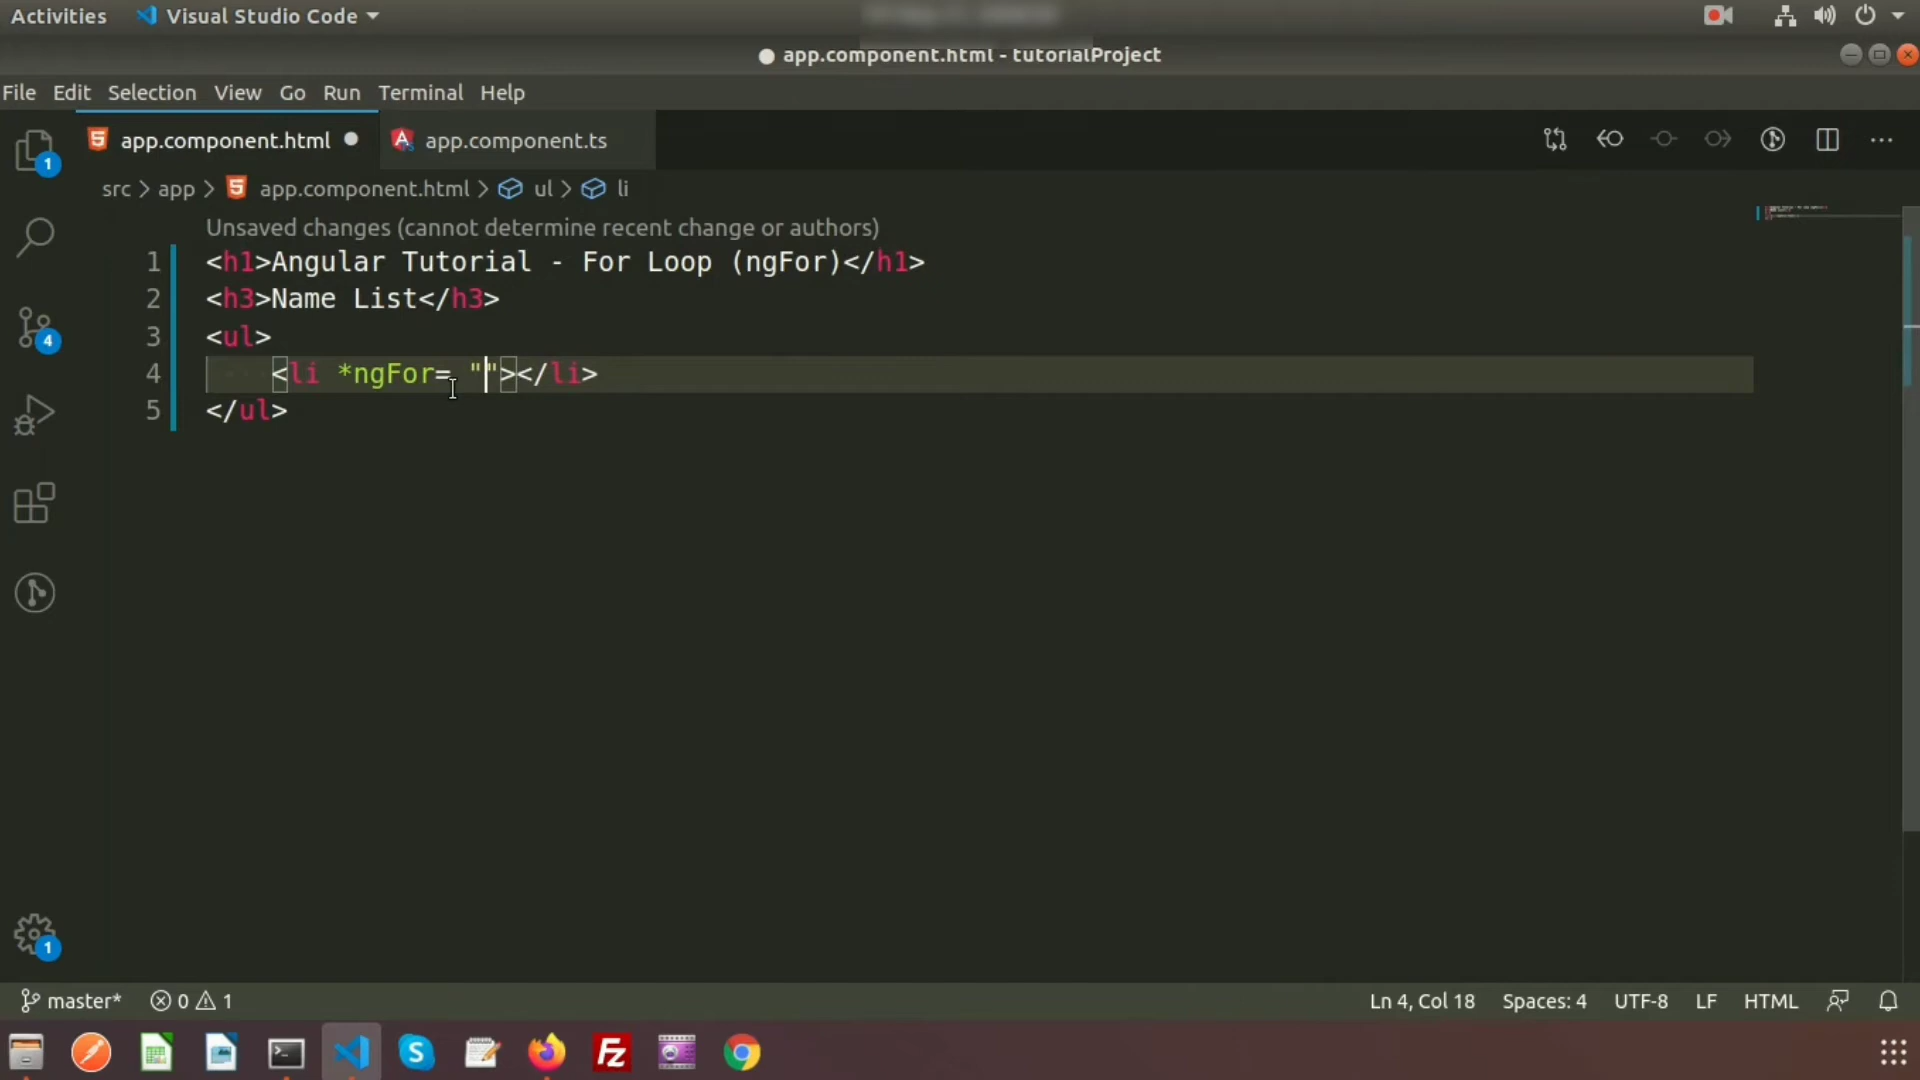 Activities Visual Studio Code
app.component.html - tutorialProject
File Edit Selection View Go Run Terminal Help
app.component.html app.component.ts
src > app > app.component.html > ul > li
Unsaved changes (cannot determine recent change or authors)
1 <h1>Angular Tutorial - For Loop (ngFor)</h1>
2 <h3>Name List</h3>
3 <ul>
4 <li *ngFor= ""></li>
5 </ul>
1
4
1
master* 0 1 Ln 4, Col 18 Spaces: 4 UTF-8 LF HTML